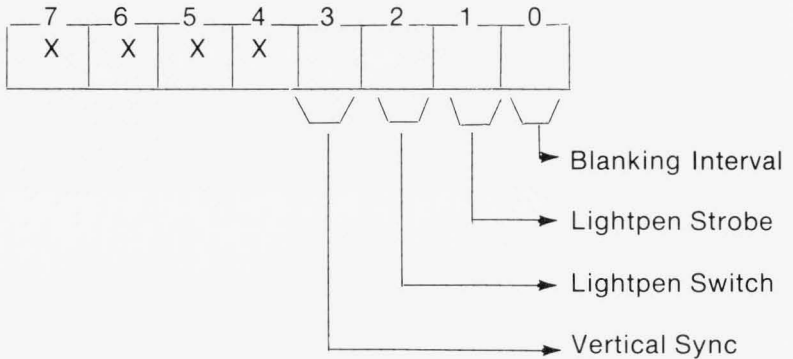 7 6 5 4 3 2 1 0
X X X X
Blanking Interval
Lightpen Strobe
Lightpen Switch
Vertical Sync